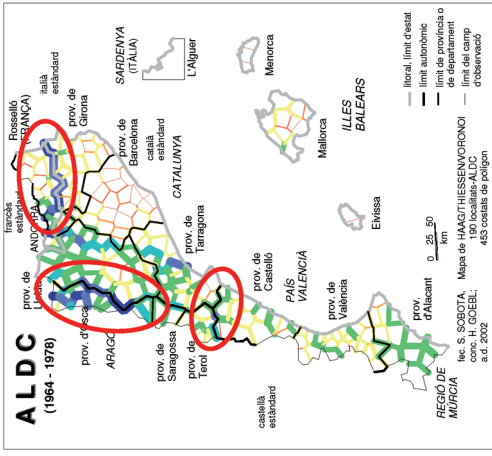 ALDC
(1964 - 1978)
francès
estàndard
Rosselló
(FRANÇA)
italià
estàndard
ANDORRA
prov. de
Girona
SARDENYA
(ITÀLIA)
L'Alguer
prov. de
prov. d'Osca
prov. de
Barcelona
català
estàndard
CATALUNYA
prov. de
Tarragona
prov. de
Saragossa
prov. de
Terol
castellà
estàndard
prov. de
Castelló
PAÍS
VALENCIÀ
prov. de
València
prov.
d'Alacant
REGIÓ DE
MÚRCIA
Menorca
Mallorca
ILLES
BALEARS
Eivissa
0 25 50
km
litoral, límit d'estat
límit autonòmic
límit de província o
de departament
límit del camp
d'observació
fec. S. SOBOTA,
conc. H. GOEBL;
a.d. 2002
Mapa de HAAG/THIESSEN/VORONOI
190 localitats-ALDC
453 costats de polígon